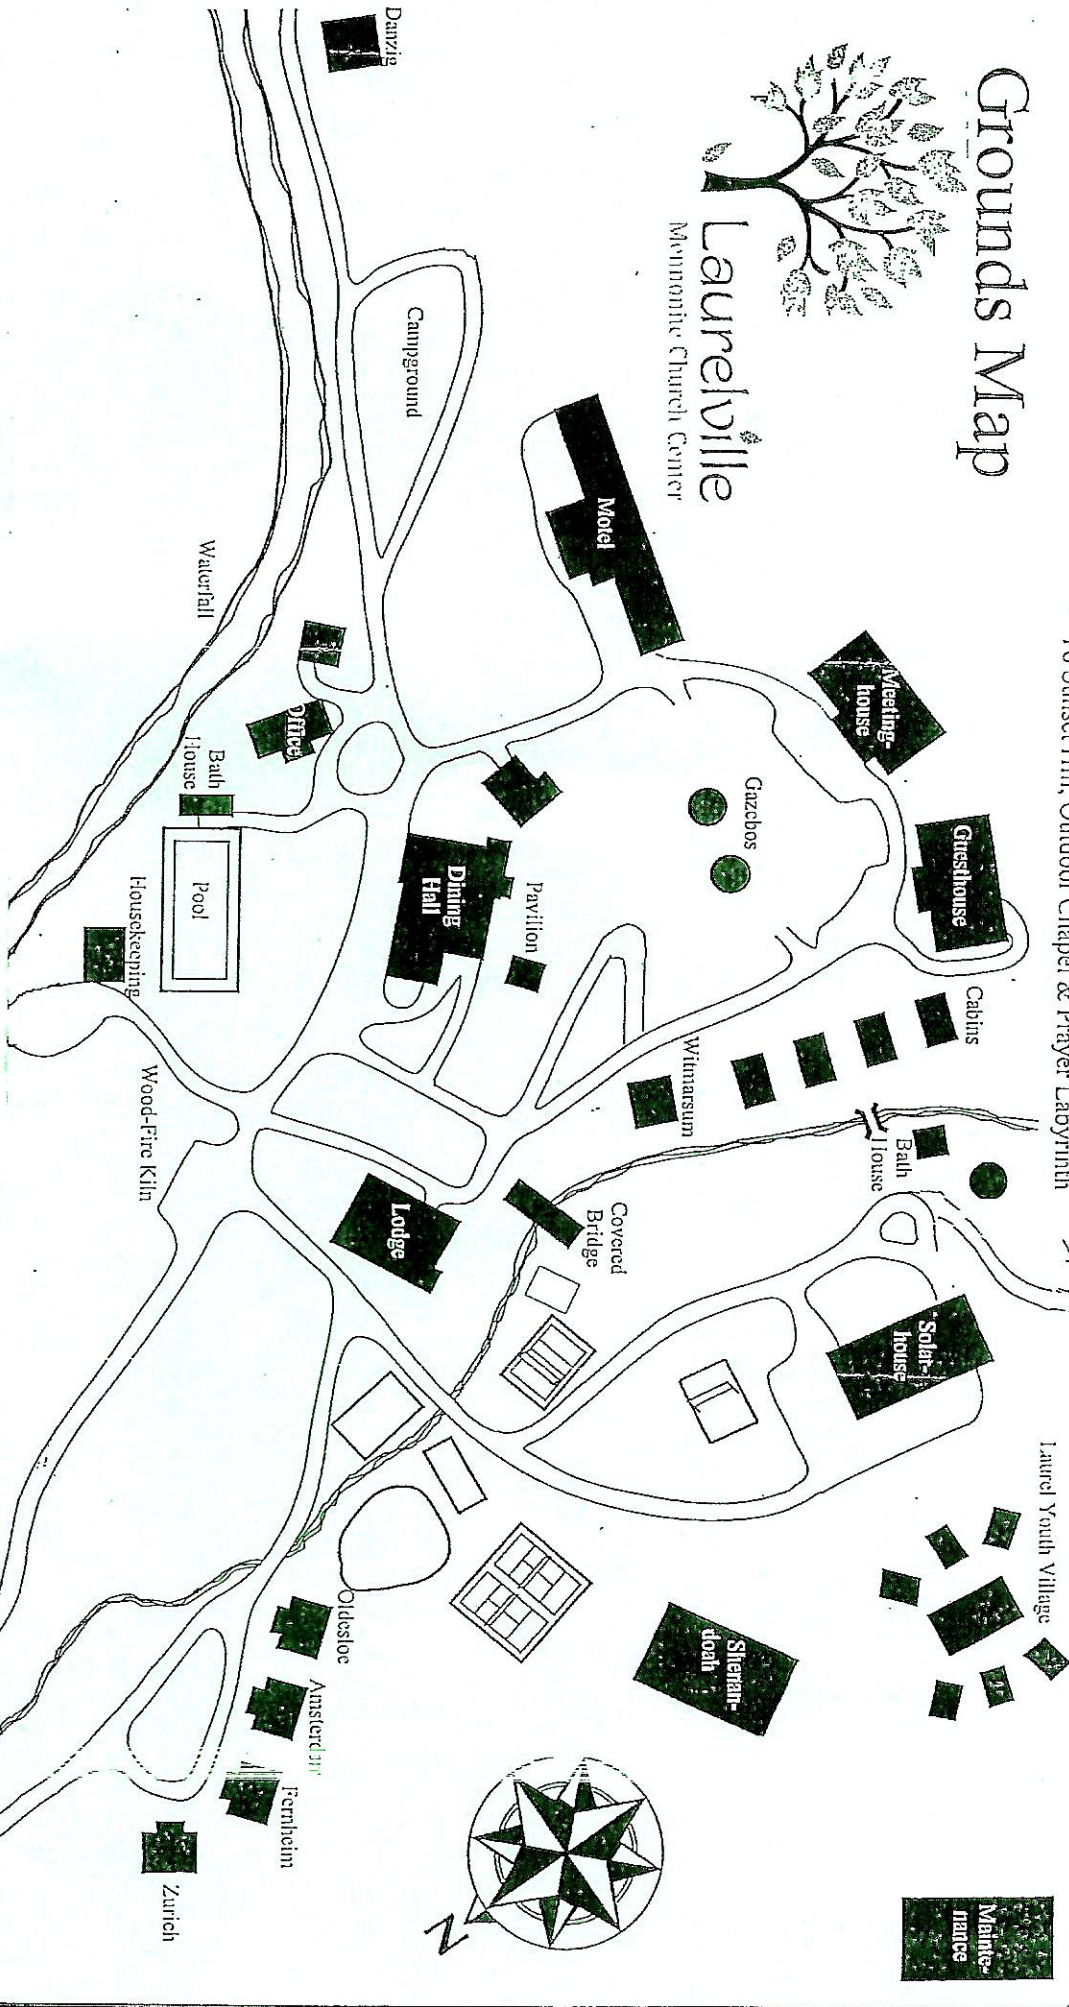 To Sunset Hill, Outdoor Chapel & Prayer Labyrinth
Grounds Map
Laurelville
Mennonite Church Center
Laurel Youth Village
Mainte-
nance
Meeting-
house
Guesthouse
Cabins
Bath
House
Solar-
house
Gazebos
Motel
Witmarsum
Shenan-
doah
Covered
Bridge
Pavilion
Dining
Hall
Campground
Lodge
Danzig
Office
Oldesloe
Amsterdam
Fernheim
N
Bath
House
Pool
Waterfall
Housekeeping
Wood-Fire Kiln
Zurich